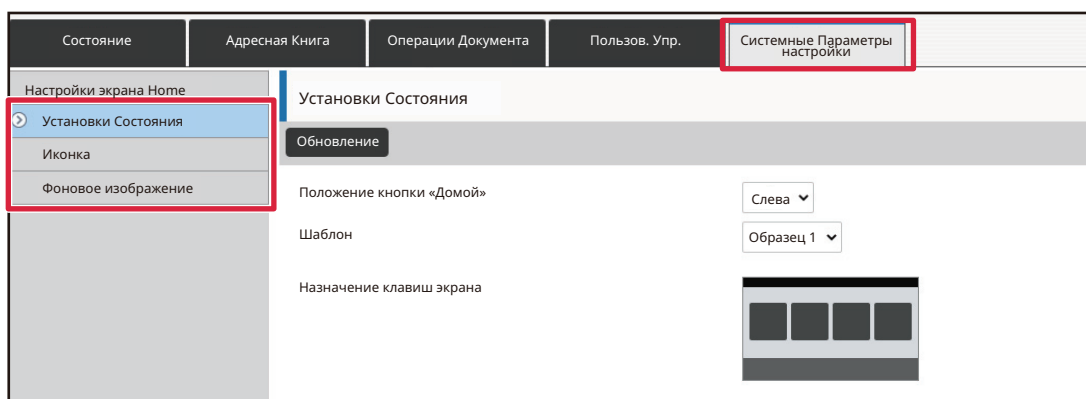 Состояние
Адресная Книга
Операции Документа
Пользов. Упр.
Системные Параметры
настройки
Настройки экрана Home
Установки Состояния
Иконка
Фоновое изображение
Установки Состояния
Обновление
Положение кнопки «Домой»
Слева
Шаблон
Образец 1
Назначение клавиш экрана